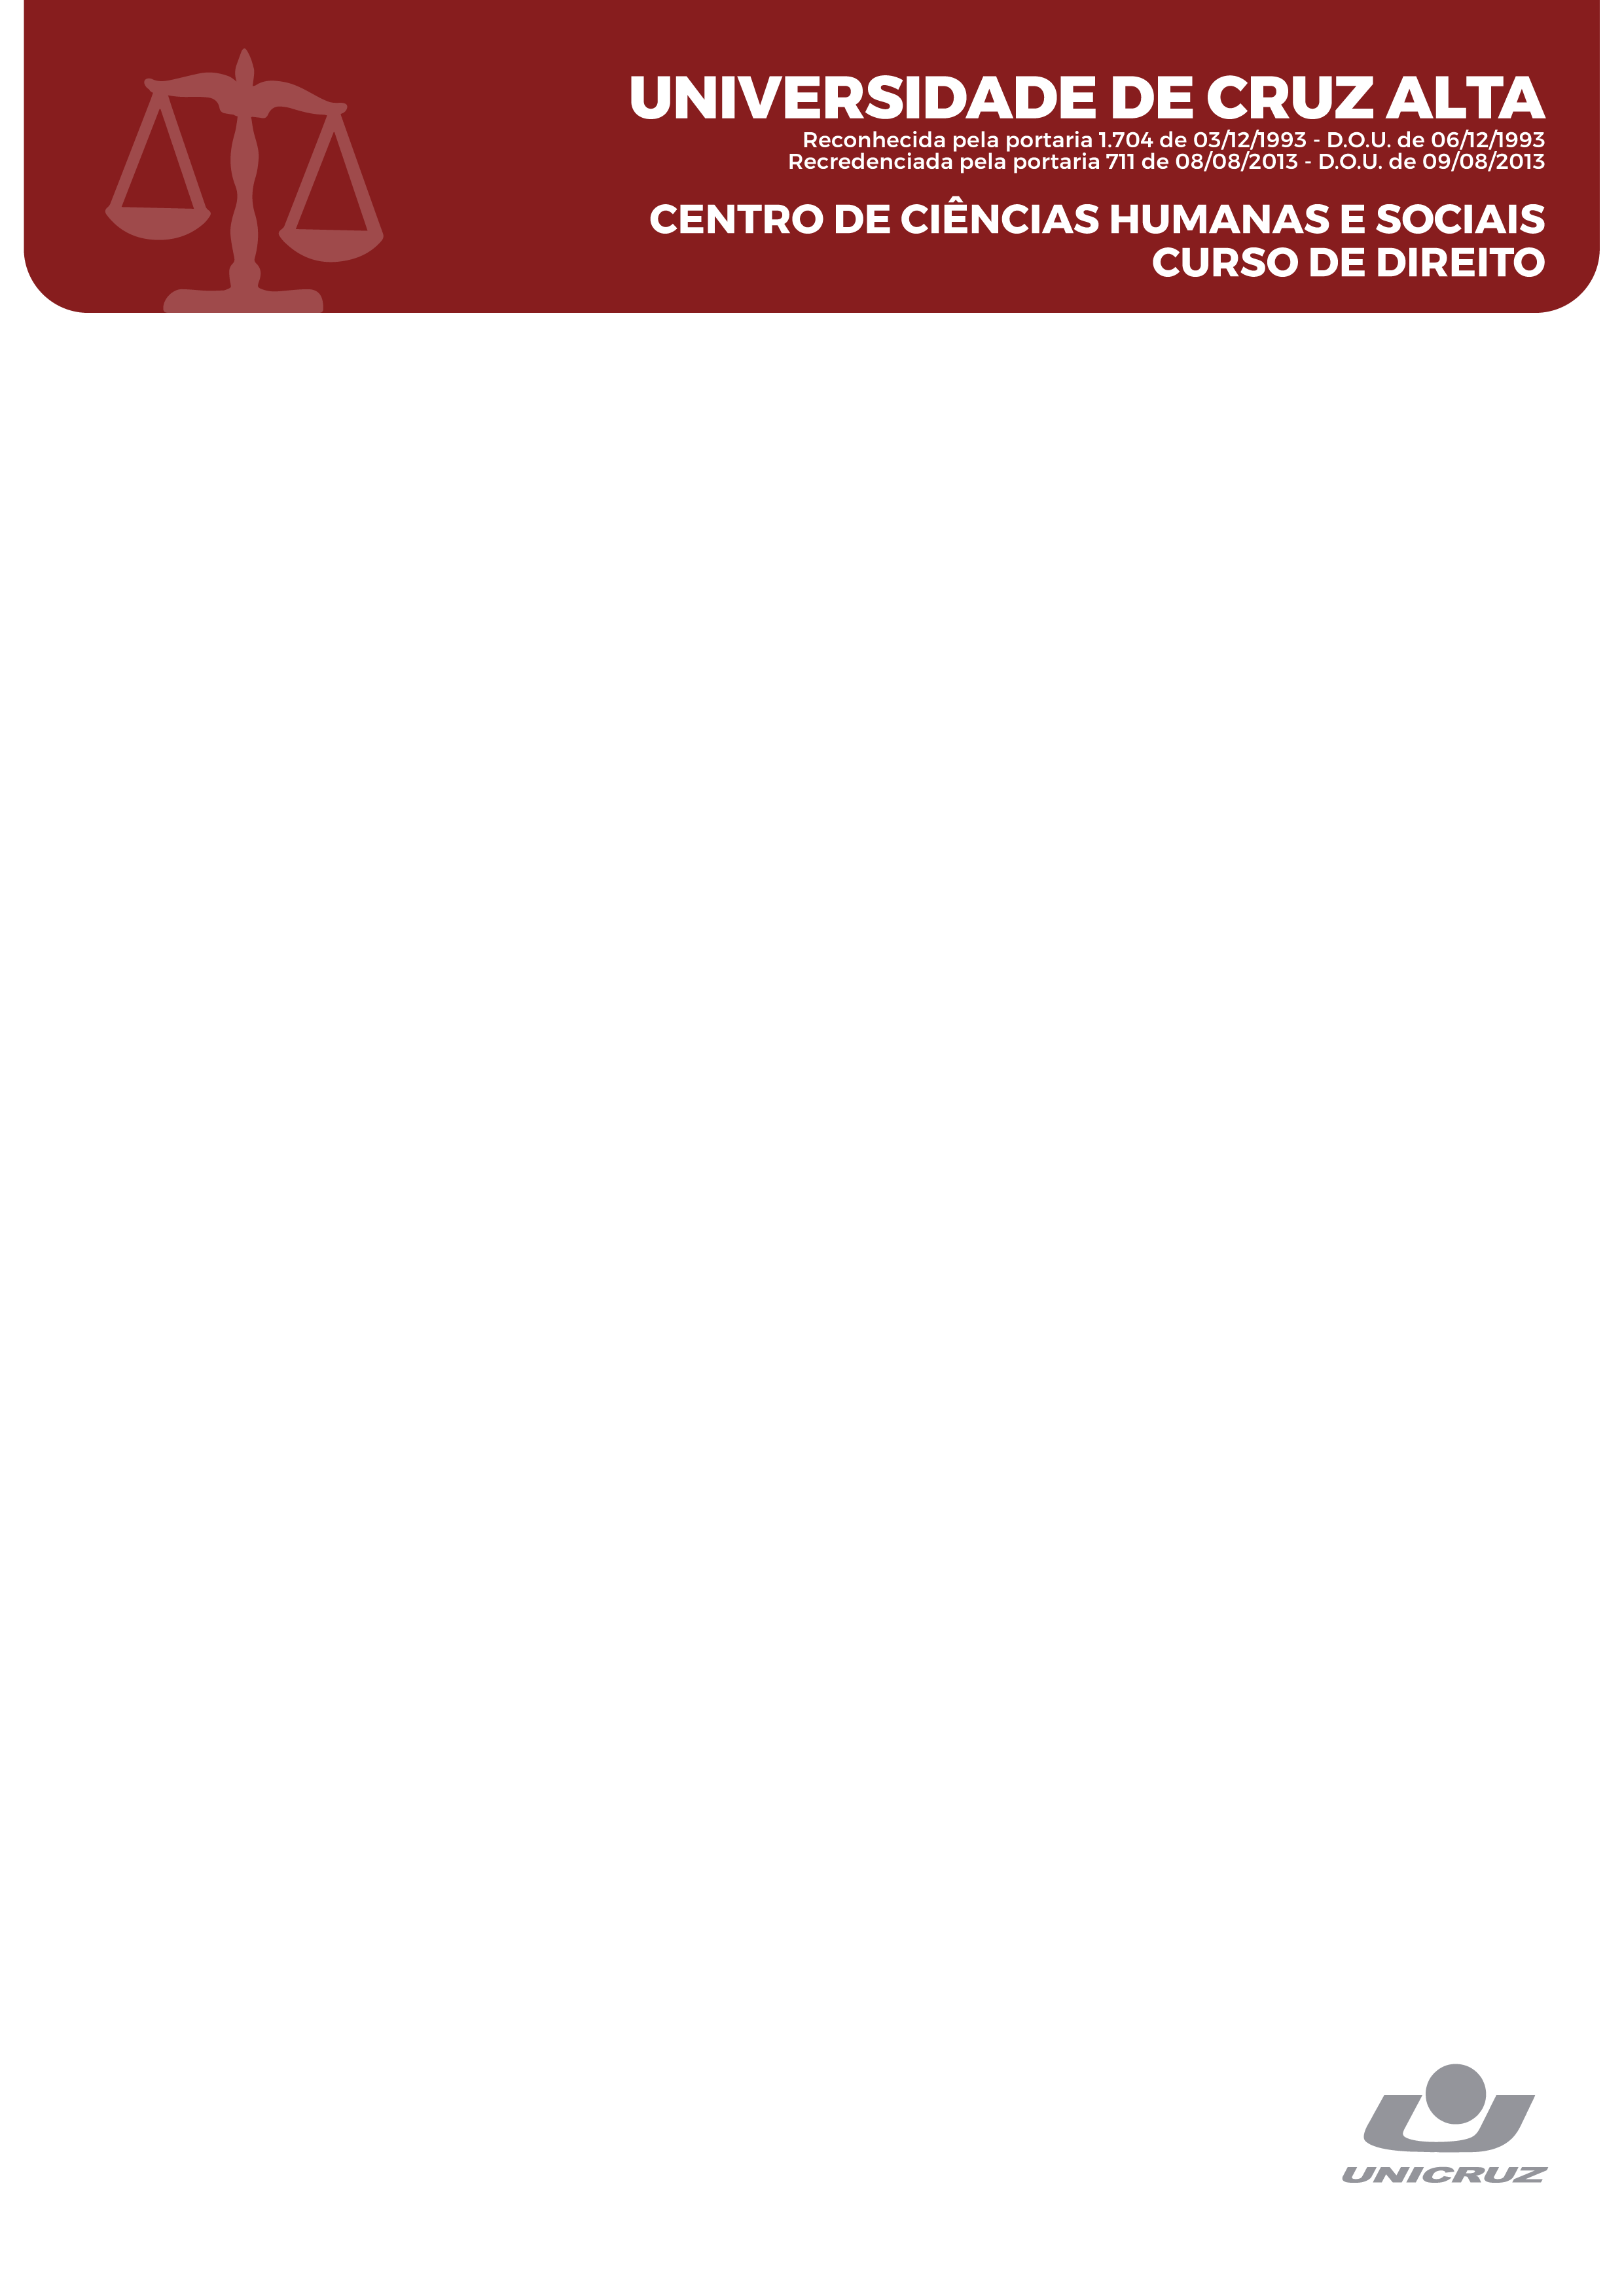 UNIVERSIDADE DE CRUZ ALTA
Reconhecida pela portaria 1.704 de 03/12/1993 - D.O.U. de 06/12/1993
Recredenciada pela portaria 711 de 08/08/2013 - D.O.U. de 09/08/2013
CENTRO DE CIÊNCIAS HUMANAS E SOCIAIS
CURSO DE DIREITO
UNICRUZ